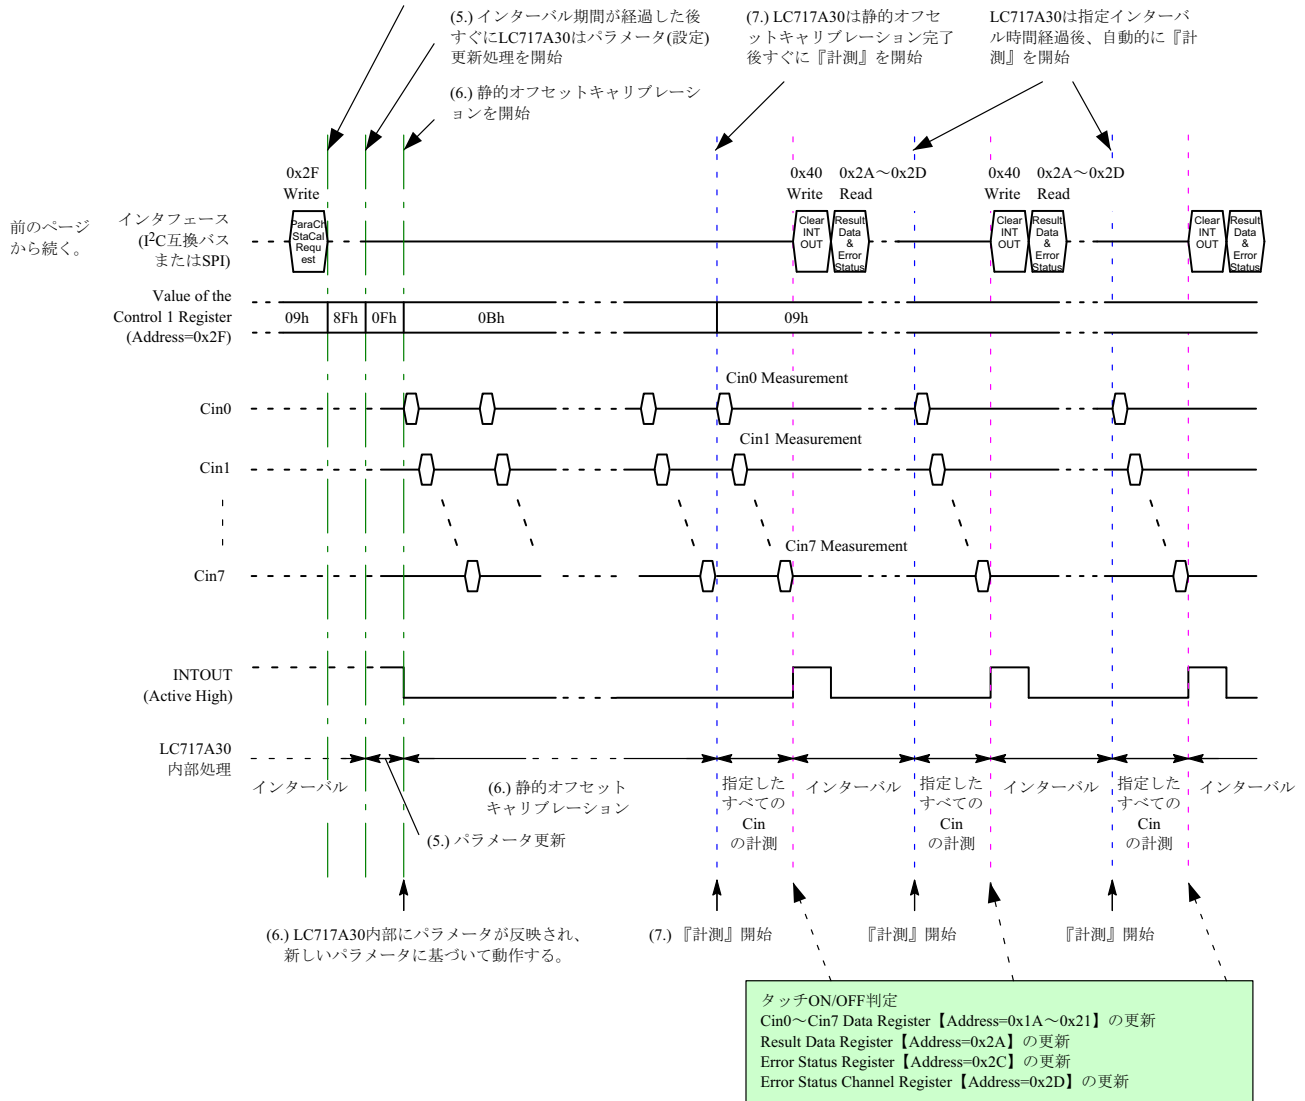 (5.) インターバル期間が経過した後
すぐにLC717A30はパラメータ(設定)
更新処理を開始
(6.) 静的オフセットキャリブレーシ
ョンを開始
(7.) LC717A30は静的オフセ
ットキャリブレーション完了
後すぐに『計測』を開始
LC717A30は指定インターバ
ル時間経過後、自動的に『計
測』を開始
前のページ
から続く。
インタフェース
(I²C互換バス
またはSPI)
0x2F
Write
ParaCh
StaCal
Requ
est
0x40
Write
0x2A～0x2D
Read
Clear
INT
OUT
Result
Data
&
Error
Status
0x40
Write
0x2A～0x2D
Read
Clear
INT
OUT
Result
Data
&
Error
Status
Clear
INT
OUT
Result
Data
&
Error
Status
Value of the
Control 1 Register
(Address=0x2F)
09h
8Fh
0Fh
0Bh
09h
Cin0 Measurement
Cin0
Cin1 Measurement
Cin1
Cin7 Measurement
Cin7
INTOUT
(Active High)
LC717A30
内部処理
インターバル
(5.) パラメータ更新
(6.) 静的オフセット
キャリブレーション
指定した
すべての
Cin
の計測
インターバル
指定した
すべての
Cin
の計測
インターバル
指定した
すべての
Cin
の計測
インターバル
(6.) LC717A30内部にパラメータが反映され、
新しいパラメータに基づいて動作する。
(7.) 『計測』開始
『計測』開始
『計測』開始
タッチON/OFF判定
Cin0～Cin7 Data Register【Address=0x1A～0x21】の更新
Result Data Register【Address=0x2A】の更新
Error Status Register【Address=0x2C】の更新
Error Status Channel Register【Address=0x2D】の更新